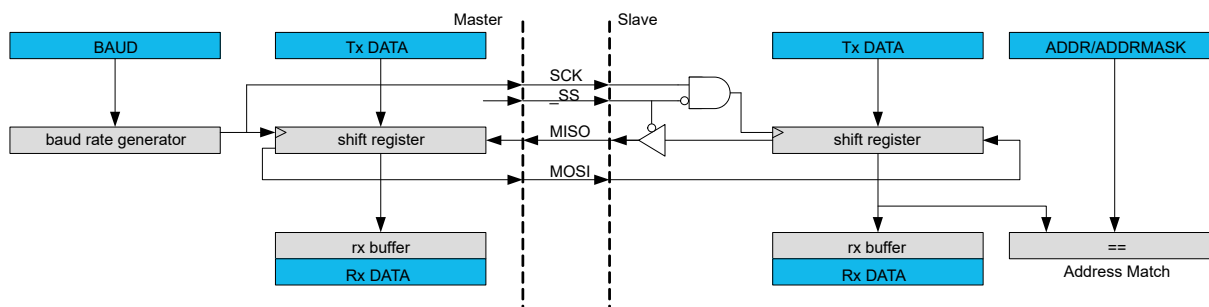 Master
Slave
BAUD
Tx DATA
Tx DATA
ADDR/ADDRMASK
SCK
_SS
baud rate generator
shift register
MISO
shift register
MOSI
rx buffer
rx buffer
==
Rx DATA
Rx DATA
Address Match